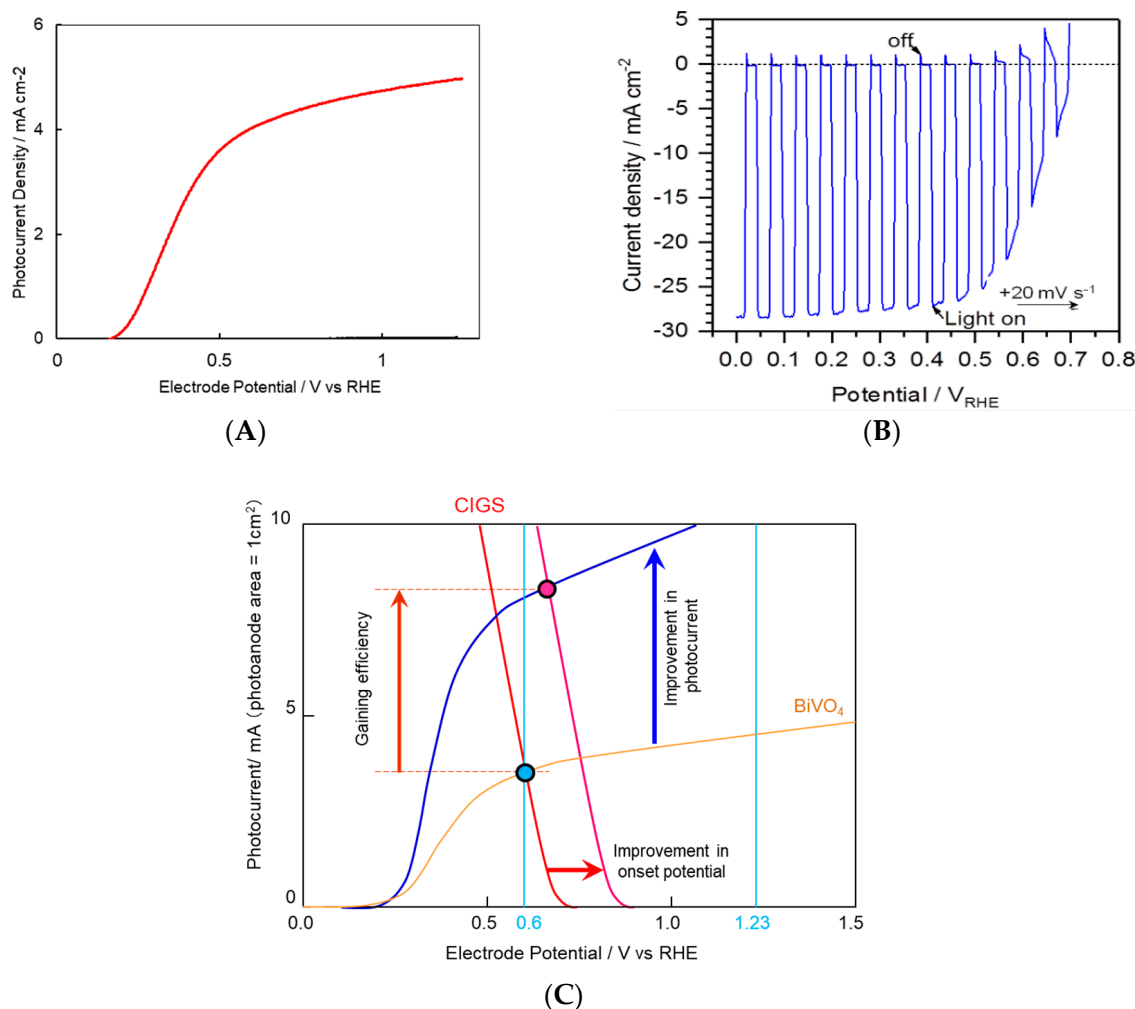 6
4
2
0
0
0.5
1
Photocurrent Density / mA cm-2
Electrode Potential / V vs RHE
(A)
B)
5
0
-5
-10
-15
-20
-25
-30
Current density / mA cm⁻²
off
+20 mV s⁻¹
Light on
0.0 0.1 0.2 0.3 0.4 0.5 0.6 0.7 0.8
Potential / V_RHE
(B)
CIGS
10
5
0
Photocurrent/ mA (photoanode area = 1cm²)
Gaining efficiency
Improvement in
photocurrent
BiVO₄
Improvement in
onset potential
0.0
0.5
0.6
1.0
1.23
1.5
Electrode Potential / V vs RHE
(C)